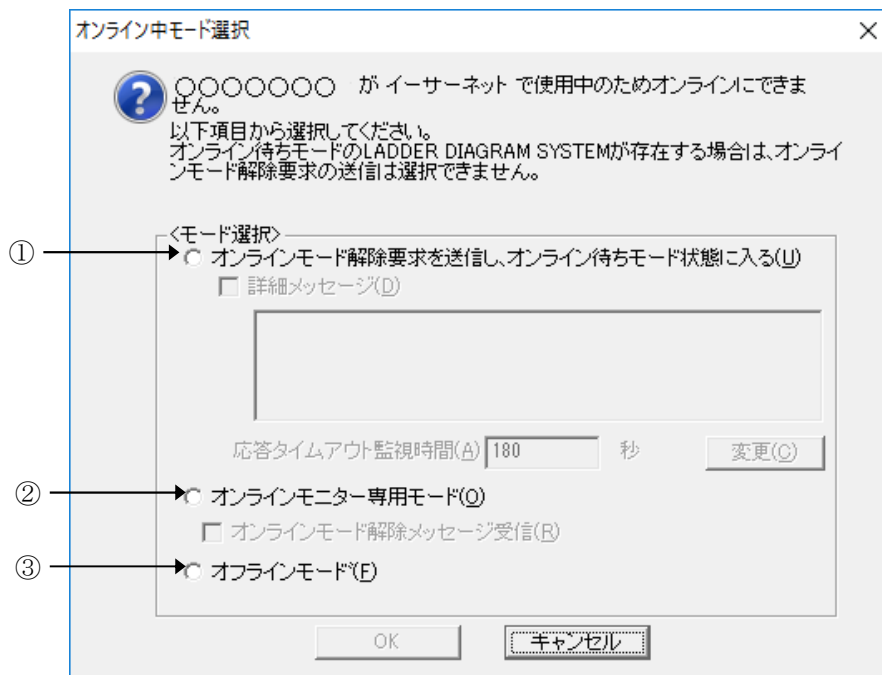 オンライン中モード選択
○○○○○○○ が イーサーネット で使用中のためオンラインにできま
せん。
以下項目から選択してください。
オンライン待ちモードのLADDER DIAGRAM SYSTEMが存在する場合は、オンライ
ンモード解除要求の送信は選択できません。
<モード選択>
① オンラインモード解除要求を送信し、オンライン待ちモード状態に入る(U)
詳細メッセージ(D)
応答タイムアウト監視時間(A) 180 秒 変更(C)
② オンラインモニター専用モード(O)
オンラインモード解除メッセージ受信(R)
③ オフラインモード(F)
OK キャンセル